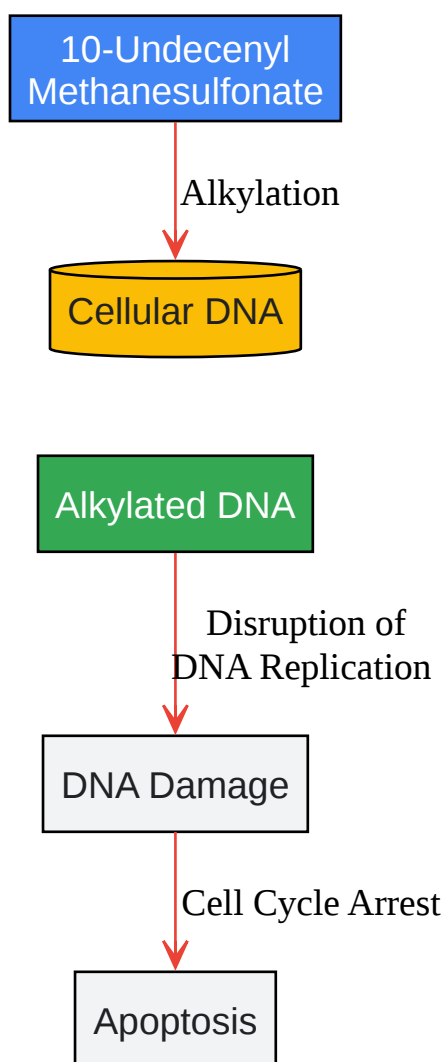 10-Undecenyl
Methanesulfonate
Alkylation
Cellular DNA
Alkylated DNA
Disruption of
DNA Replication
DNA Damage
Cell Cycle Arrest
Apoptosis